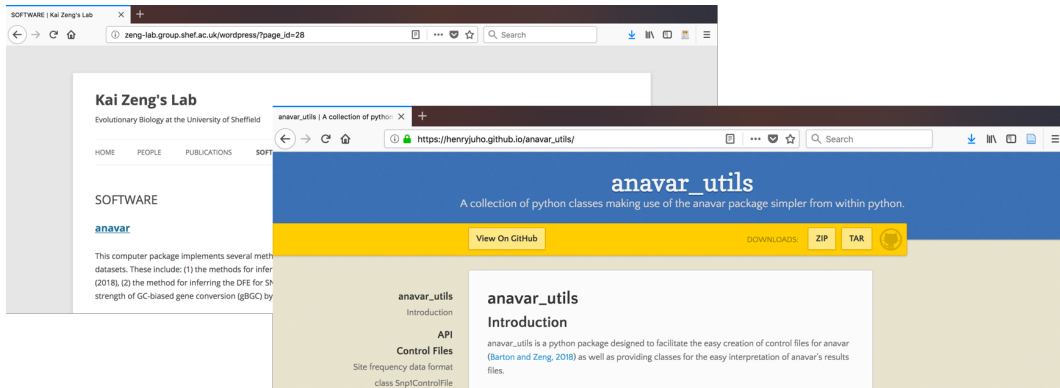 SOFTWARE | Kai Zeng's Lab
zeng-lab.group.shef.ac.uk/wordpress/?page_id=28
Search
Kai Zeng's Lab
Evolutionary Biology at the University of Sheffield
HOME PEOPLE PUBLICATIONS SOFT
SOFTWARE
anavar
This computer package implements several meth
datasets. These include: (1) the methods for infer
(2018), (2) the method for inferring the DFE for SN
strength of GC-biased gene conversion (gBGC) by
anavar_utils | A collection of python
https://henryjuho.github.io/anavar_utils/
Search
anavar_utils
A collection of python classes making use of the anavar package simpler from within python.
View On GitHub
DOWNLOADS: ZIP TAR
anavar_utils
Introduction
API
Control Files
Site frequency data format
class Snp1ControlFile
anavar_utils
Introduction
anavar_utils is a python package designed to facilitate the easy creation of control files for anavar
(Barton and Zeng, 2018) as well as providing classes for the easy interpretation of anavar's results
files.